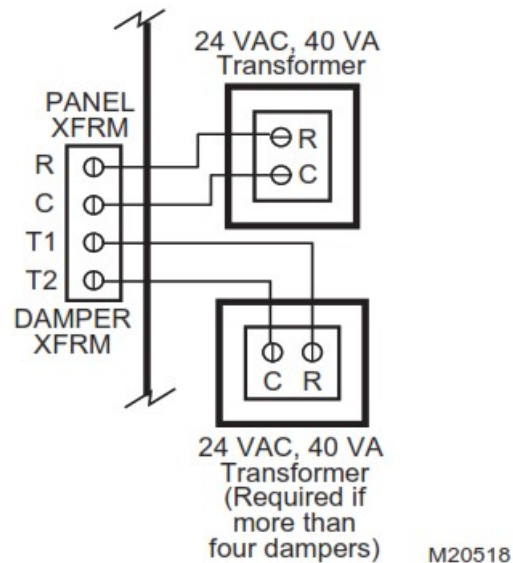 24 VAC, 40 VA
Transformer
PANEL
XFRM
R
C
T1
T2
DAMPER
XFRM
R
C
C R
24 VAC, 40 VA
Transformer
(Required if
more than
four dampers)
M20518